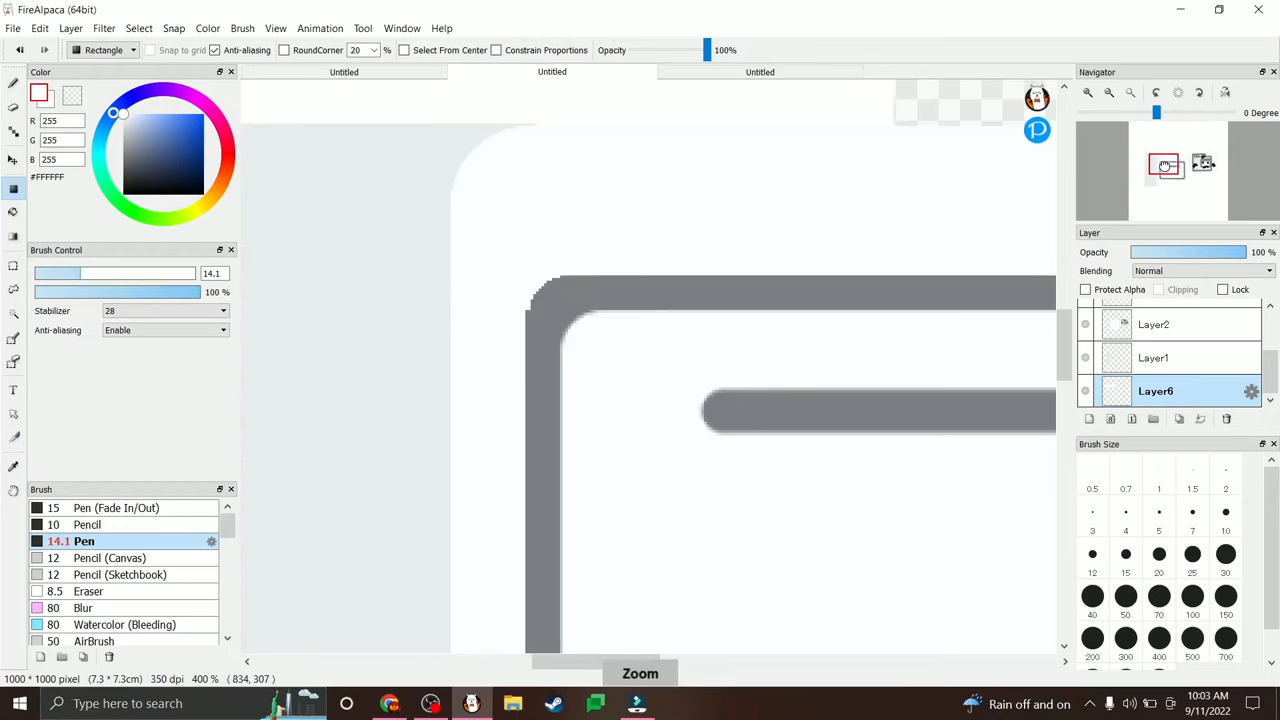 FireAlpaca (64bit)
File Edit Layer Filter Select Snap Color Brush View Animation Tool Window Help
Rectangle Snap to grid Anti-aliasing RoundCorner 20 % Select From Center Constrain Proportions Opacity 100%
Color
Untitled Untitled Untitled
Navigator
R 255
G 255
B 255
#FFFFFF
0 Degree
Brush Control
14.1
100 %
Stabilizer 28
Anti-aliasing Enable
Layer
Opacity 100 %
Blending Normal
Protect Alpha Clipping Lock
Layer2
Layer1
Layer6
Brush
15 Pen (Fade In/Out)
10 Pencil
14.1 Pen
12 Pencil (Canvas)
12 Pencil (Sketchbook)
8.5 Eraser
80 Blur
80 Watercolor (Bleeding)
50 AirBrush
Brush Size
0.5 0.7 1 1.5 2
3 4 5 7 10
12 15 20 25 30
40 50 70 100 150
200 300 400 500 700
Zoom
1000 * 1000 pixel (7.3 * 7.3cm) 350 dpi 400 % ( 834, 307 )
Type here to search
Rain off and on
10:03 AM
9/11/2022